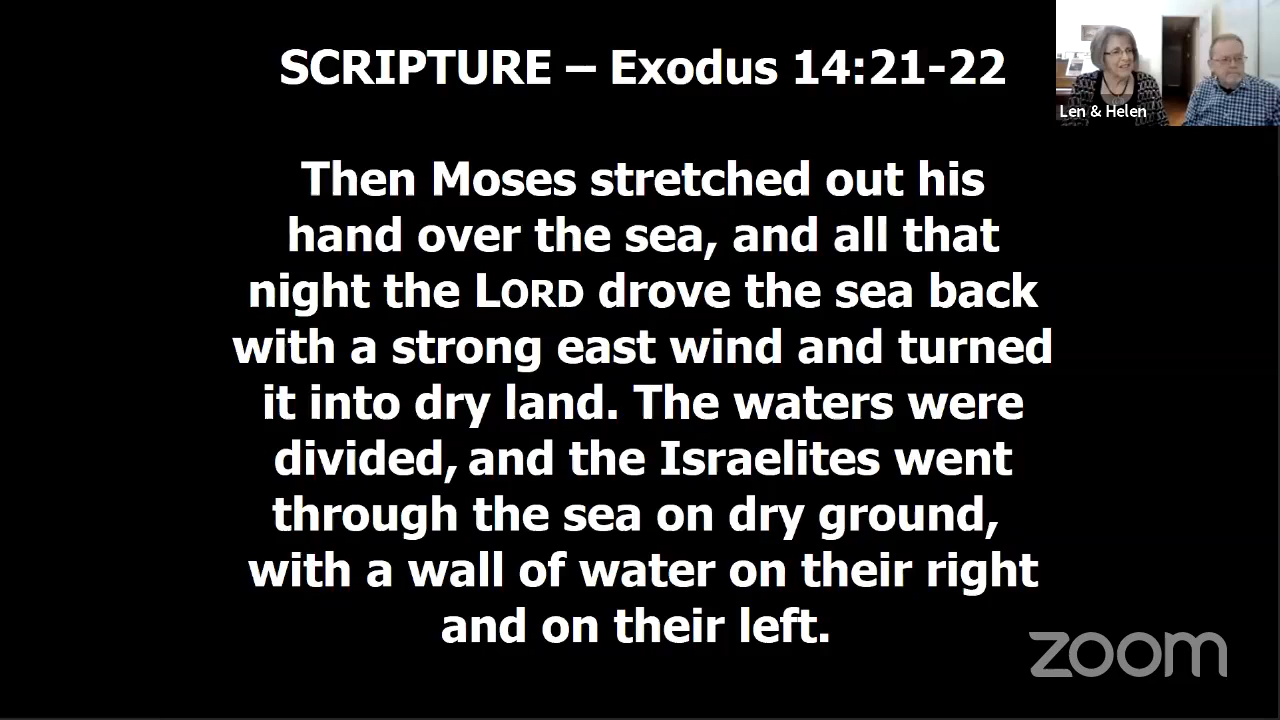 SCRIPTURE – Exodus 14:21-22
Len & Helen
Then Moses stretched out his
hand over the sea, and all that
night the LORD drove the sea back
with a strong east wind and turned
it into dry land. The waters were
divided, and the Israelites went
through the sea on dry ground,
with a wall of water on their right
and on their left.
zoom